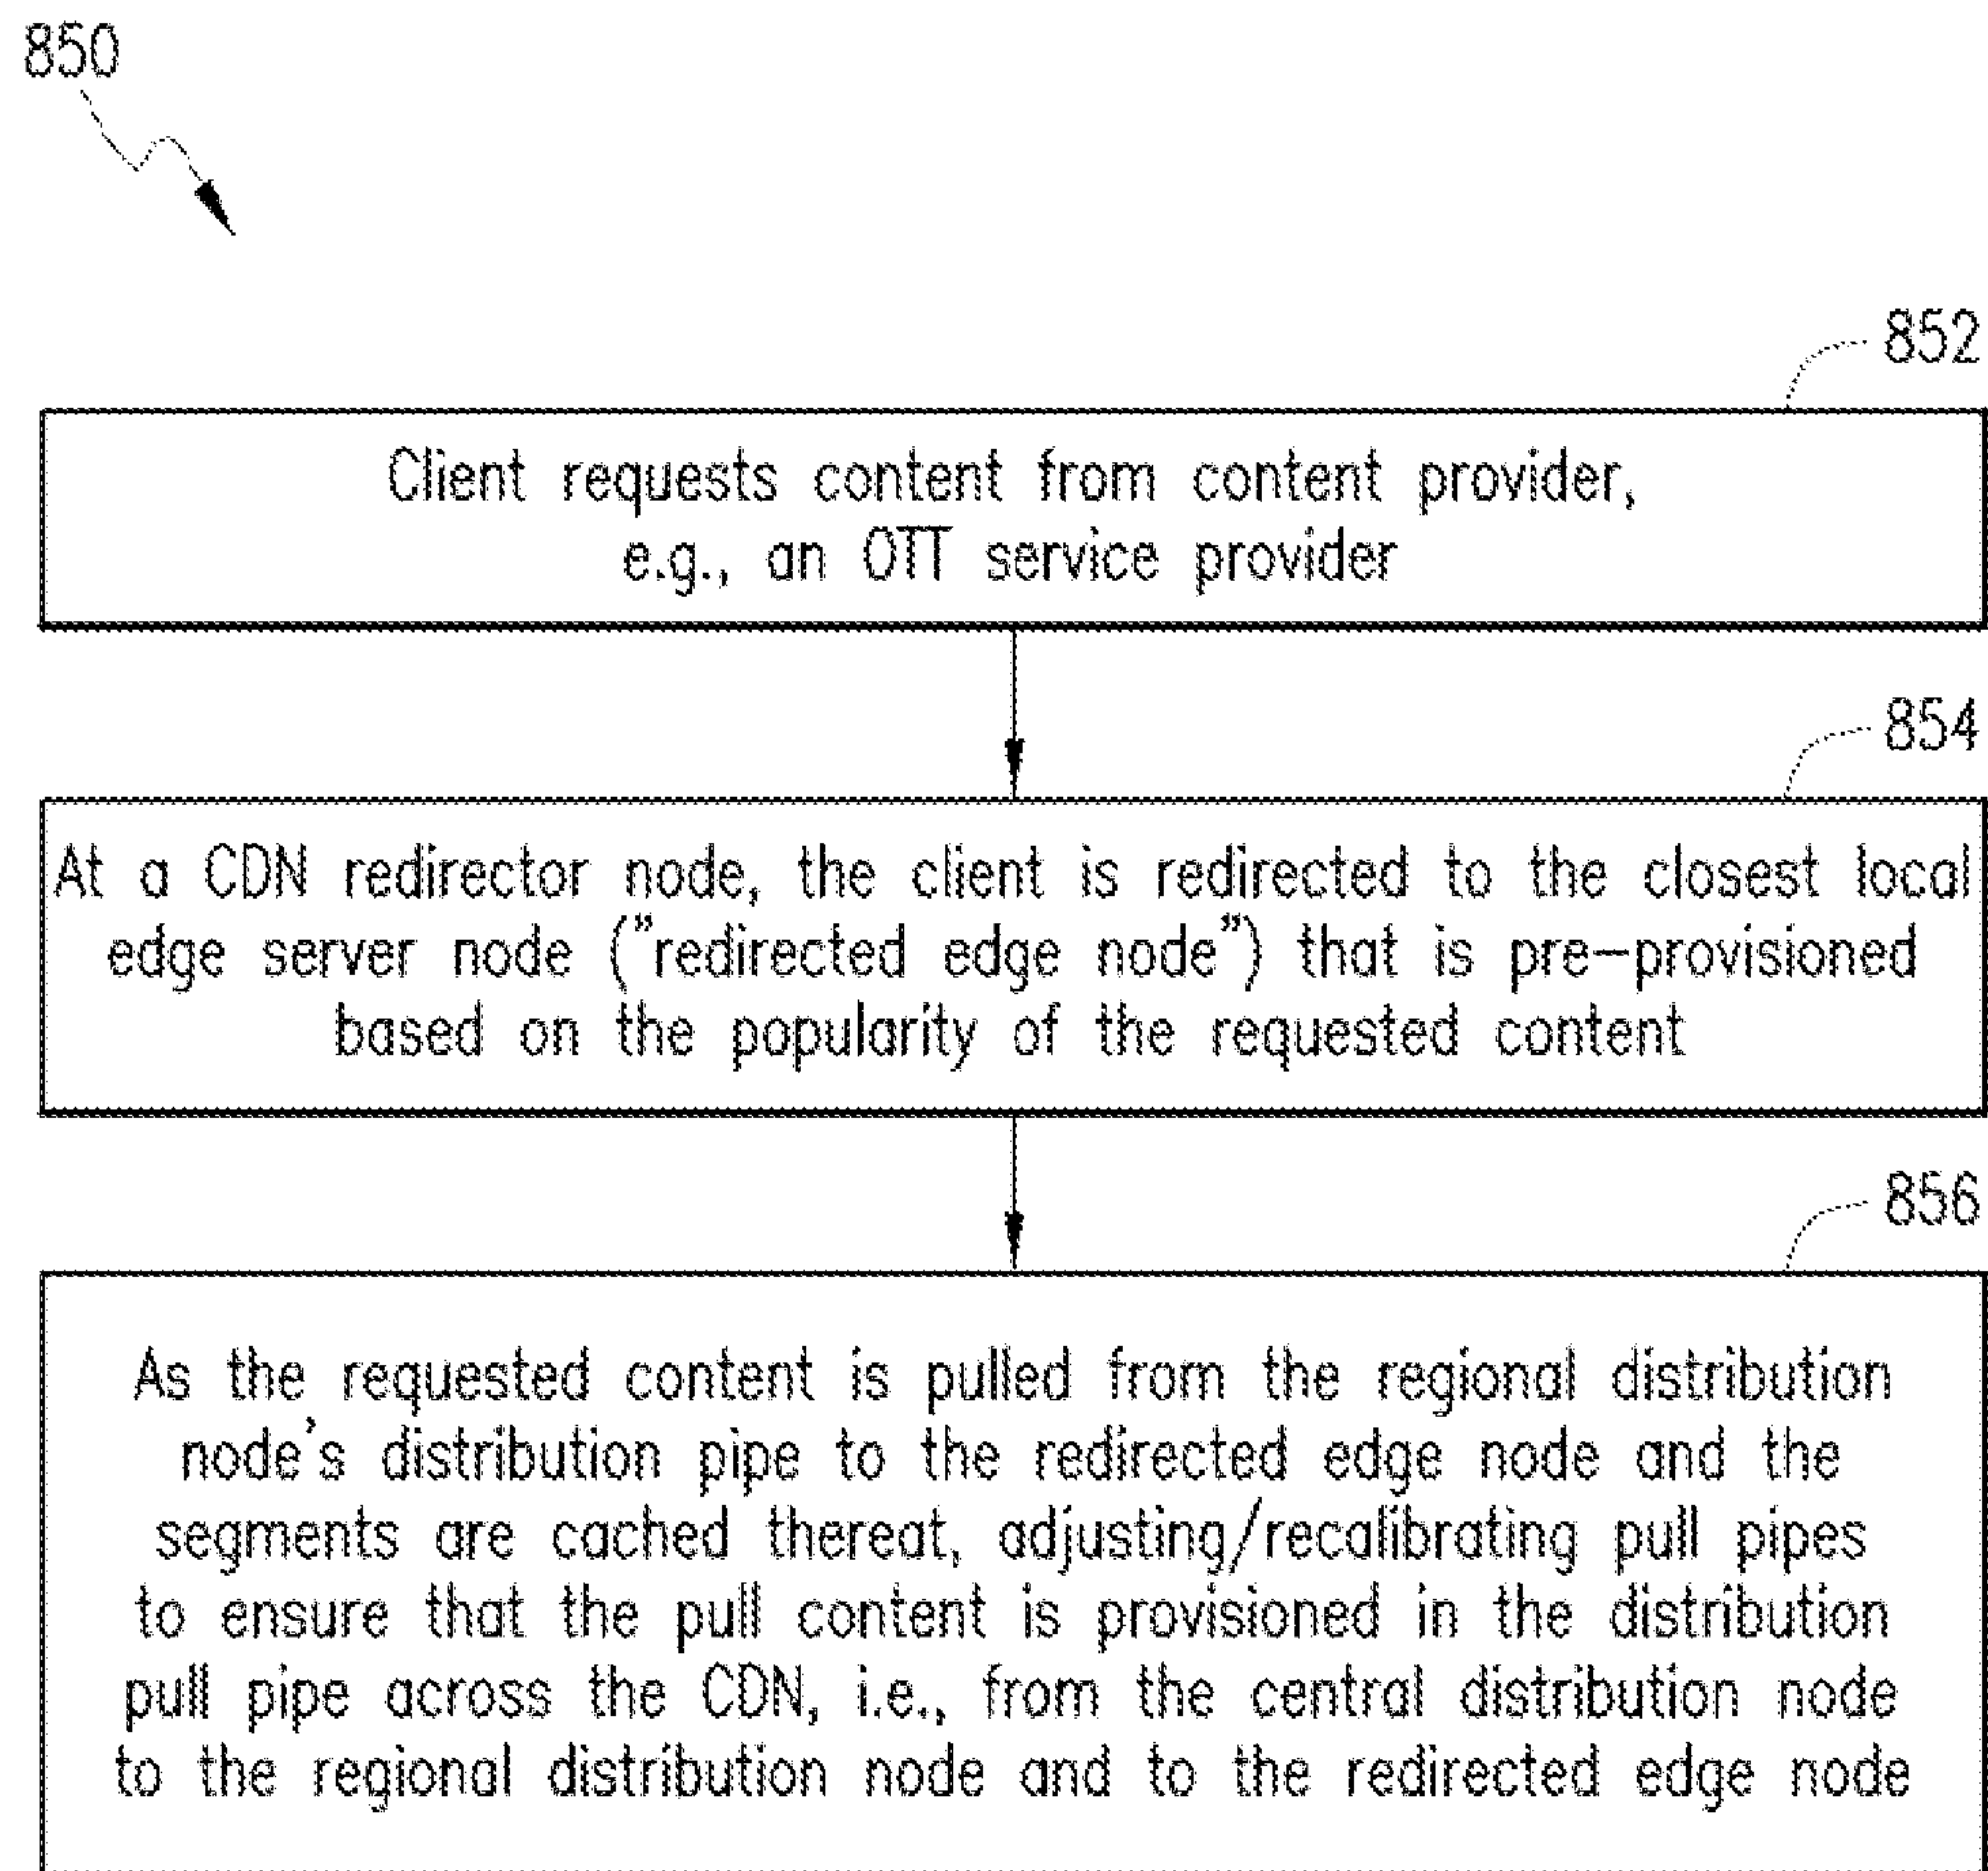 850
852
Client requests content from content provider,
e.g., an OTT service provider
854
At a CDN redirector node, the client is redirected to the closest local
edge server node ("redirected edge node") that is pre-provisioned
based on the popularity of the requested content
856
As the requested content is pulled from the regional distribution
node's distribution pipe to the redirected edge node and the
segments are cached thereat, adjusting/recalibrating pull pipes
to ensure that the pull content is provisioned in the distribution
pull pipe across the CDN, i.e., from the central distribution node
to the regional distribution node and to the redirected edge node